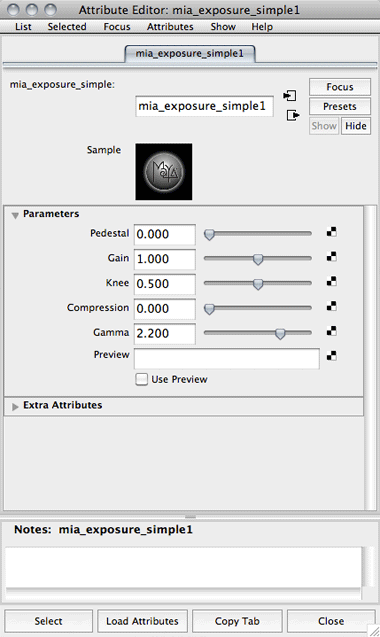 Attribute Editor: mia_exposure_simple1
List Selected Focus Attributes Show Help
mia_exposure_simple1
mia_exposure_simple:
mia_exposure_simple1
Focus
Presets
Show Hide
Sample
MAYA
Parameters
Pedestal 0.000
Gain 1.000
Knee 0.500
Compression 0.000
Gamma 2.200
Preview
Use Preview
Extra Attributes
Notes: mia_exposure_simple1
Select Load Attributes Copy Tab Close